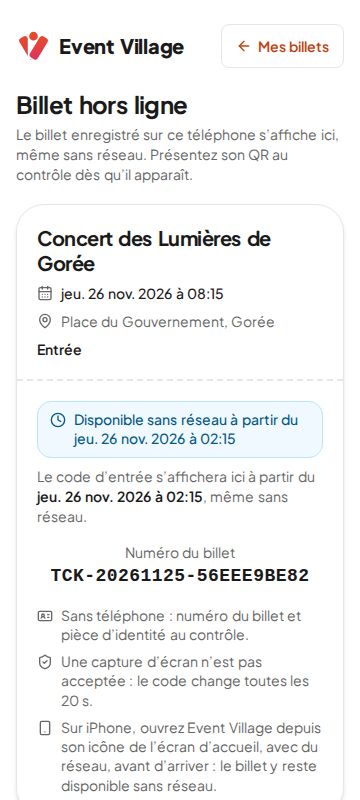 Event Village
Mes billets
Billet hors ligne
Le billet enregistré sur ce téléphone s'affiche ici,
même sans réseau. Présentez son QR au
contrôle dès qu'il apparaît.
Concert des Lumières de
Gorée
jeu. 26 nov. 2026 à 08:15
Place du Gouvernement, Gorée
Entrée
Disponible sans réseau à partir du
jeu. 26 nov. 2026 à 02:15
Le code d'entrée s'affichera ici à partir du
jeu. 26 nov. 2026 à 02:15, même sans
réseau.
Numéro du billet
TCK-20261125-56EEE9BE82
Sans téléphone : numéro du billet et
pièce d'identité au contrôle.
Une capture d'écran n'est pas
acceptée : le code change toutes les
20 s.
Sur iPhone, ouvrez Event Village depuis
son icône de l'écran d'accueil, avec du
réseau, avant d'arriver : le billet y reste
disponible sans réseau.